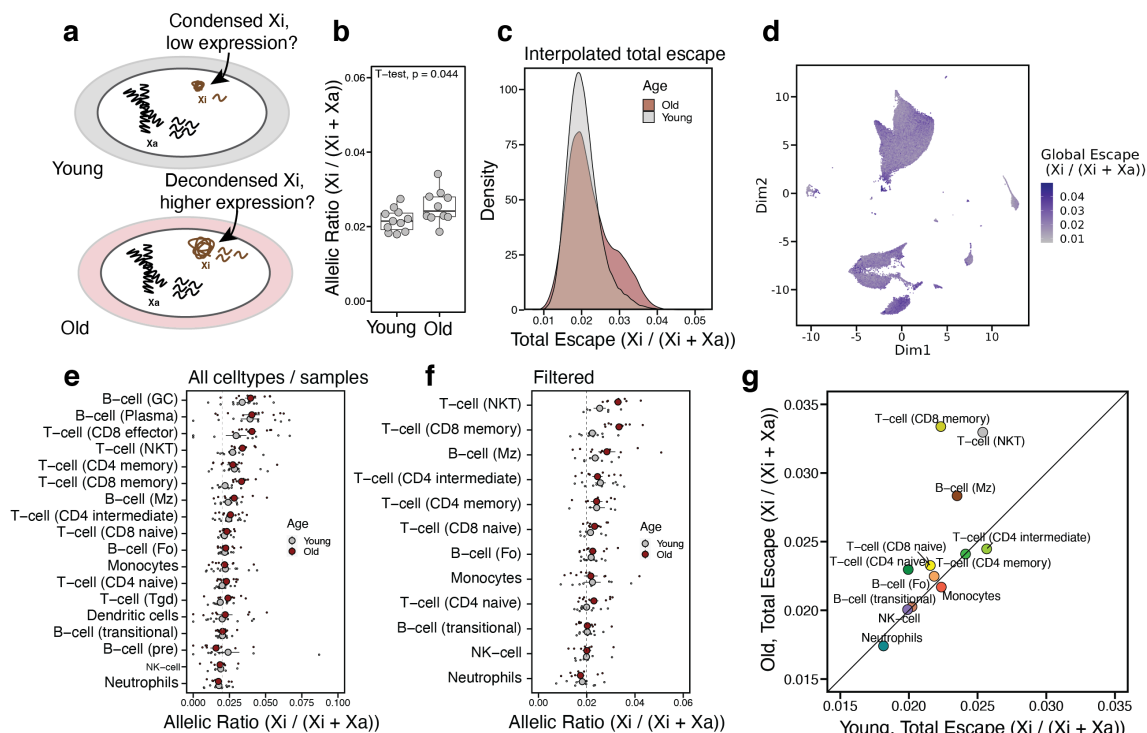 a
Condensed Xi,
low expression?
Xi
Xa
Young
Decondensed Xi,
higher expression?
Xi
Xa
Old
b
T−test, p = 0.044
Allelic Ratio (Xi / (Xi + Xa))
0.06
0.04
0.02
0.00
Young Old
c
Interpolated total escape
Age
Old
Young
Density
100
75
50
25
0
0.01 0.02 0.03 0.04 0.05
Total Escape (Xi / (Xi + Xa))
d
Dim2
10
5
0
-5
-10
-10 -5 0 5 10
Dim1
Global Escape
(Xi / (Xi + Xa))
0.04
0.03
0.02
0.01
e
All celltypes / samples
B−cell (GC)
B−cell (Plasma)
T−cell (CD8 effector)
T−cell (NKT)
T−cell (CD4 memory)
T−cell (CD8 memory)
B−cell (Mz)
T−cell (CD4 intermediate)
T−cell (CD8 naive)
B−cell (Fo)
Monocytes
T−cell (CD4 naive)
T−cell (Tgd)
Dendritic cells
B−cell (transitional)
B−cell (pre)
NK−cell
Neutrophils
Age
Young
Old
0.000 0.025 0.050 0.075 0.100
Allelic Ratio (Xi / (Xi + Xa))
f
Filtered
T−cell (NKT)
T−cell (CD8 memory)
B−cell (Mz)
T−cell (CD4 intermediate)
T−cell (CD4 memory)
T−cell (CD8 naive)
B−cell (Fo)
Monocytes
T−cell (CD4 naive)
B−cell (transitional)
NK−cell
Neutrophils
Age
Young
Old
0.00 0.02 0.04 0.06
Allelic Ratio (Xi / (Xi + Xa))
g
Old, Total Escape (Xi / (Xi + Xa))
0.035
0.030
0.025
0.020
0.015
T−cell (CD8 memory)
T−cell (NKT)
B−cell (Mz)
T−cell (CD4 intermediate)
T−cell (CD8 naive)
T−cell (CD4 naive)
T−cell (CD4 memory)
B−cell (Fo)
Monocytes
B−cell (transitional)
NK−cell
Neutrophils
0.015 0.020 0.025 0.030 0.035
Young, Total Escape (Xi / (Xi + Xa))